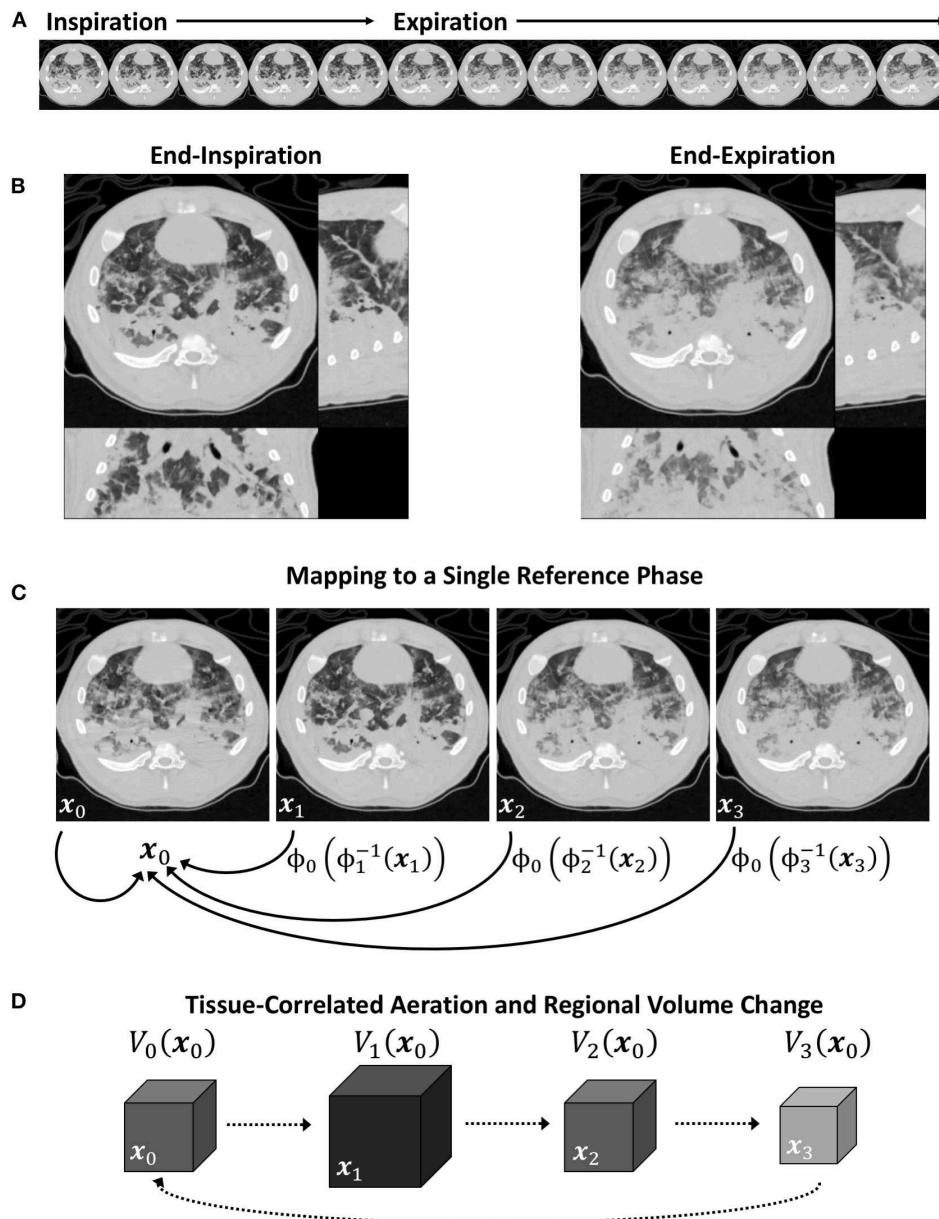 A
Inspiration
Expiration
B
End-Inspiration
End-Expiration
C
Mapping to a Single Reference Phase
x₀
x₁
x₂
x₃
x₀
ϕ₀(ϕ₁⁻¹(x₁))
ϕ₀(ϕ₂⁻¹(x₂))
ϕ₀(ϕ₃⁻¹(x₃))
D
Tissue-Correlated Aeration and Regional Volume Change
V₀(x₀)
V₁(x₀)
V₂(x₀)
V₃(x₀)
x₀
x₁
x₂
x₃